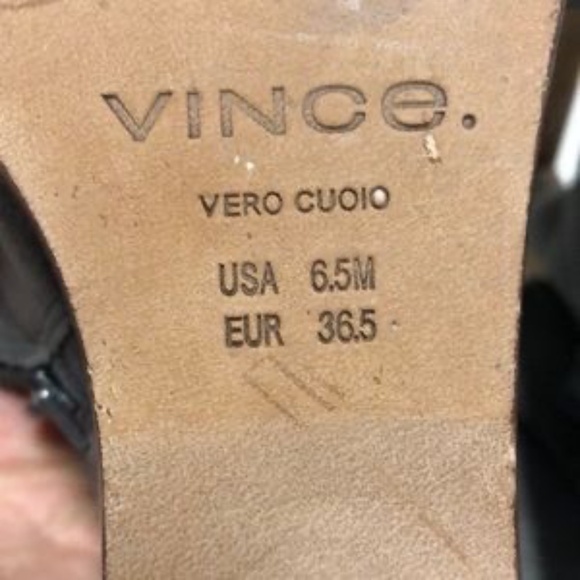 VINCe.
VERO CUOIO
USA 6.5M
EUR 36.5